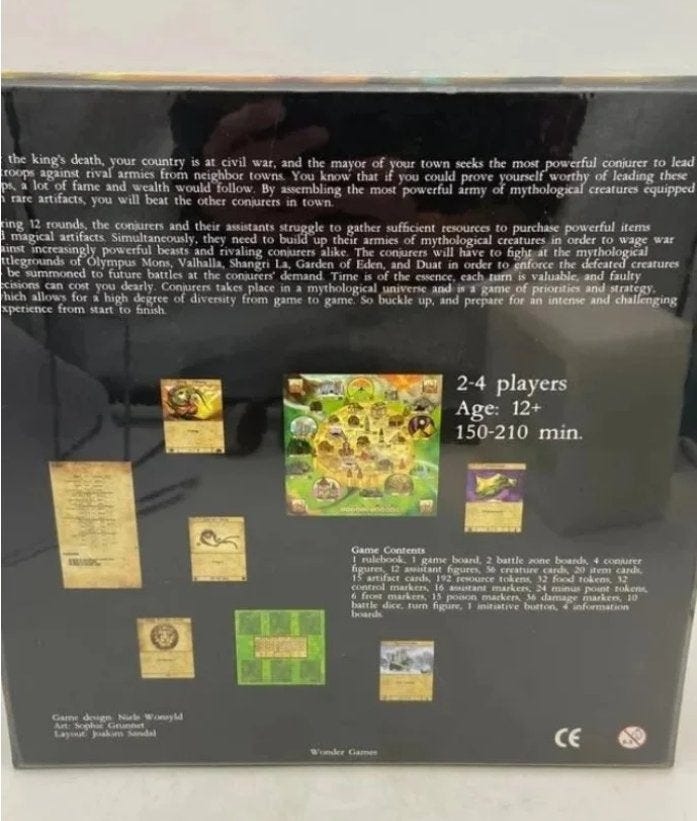 the king's death, your country is at civil war, and the mayor of your town seeks the most powerful conjurer to lead
troops against rival armies from neighbor towns. You know that if you could prove yourself worthy of leading these
ps, a lot of fame and wealth would follow. By assembling the most powerful army of mythological creatures equipped
rare artifacts, you will beat the other conjurers in town.
ring 12 rounds, the conjurers and their assistants struggle to gather sufficient resources to purchase powerful items
magical artifacts. Simultaneously, they need to build up their armies of mythological creatures in order to wage war
ainst increasingly powerful beasts and rivaling conjurers alike. The conjurers will have to fight at the mythological
ttlegrounds of Olympus Mons, Valhalla, Shangri La, Garden of Eden, and Duat in order to enforce the defeated creatures
be summoned to future battles at the conjurers' demand. Time is of the essence, each turn is valuable, and faulty
ecisions can cost you dearly. Conjurers takes place in a mythological universe and is a game of priorities and strategy,
hich allows for a high degree of diversity from game to game. So buckle up, and prepare for an intense and challenging
xperience from start to finish.
2-4 players
Age: 12+
150-210 min.
Game Contents
1 rulebook, 1 game board, 2 battle zone boards, 4 conjurer
figures, 12 assistant figures, 56 creature cards, 20 item cards,
15 artifact cards, 192 resource tokens, 32 food tokens, 32
control markers, 16 assistant markers, 24 minus point tokens,
6 frost markers, 15 poison markers, 36 damage markers, 10
battle dice, turn figure, 1 initiative button, 4 information
boards.
Game design: Niels Wonsyld
Art: Sophie Grunnet
Layout: Joakim Sandal
Wonder Games
CE
0-3